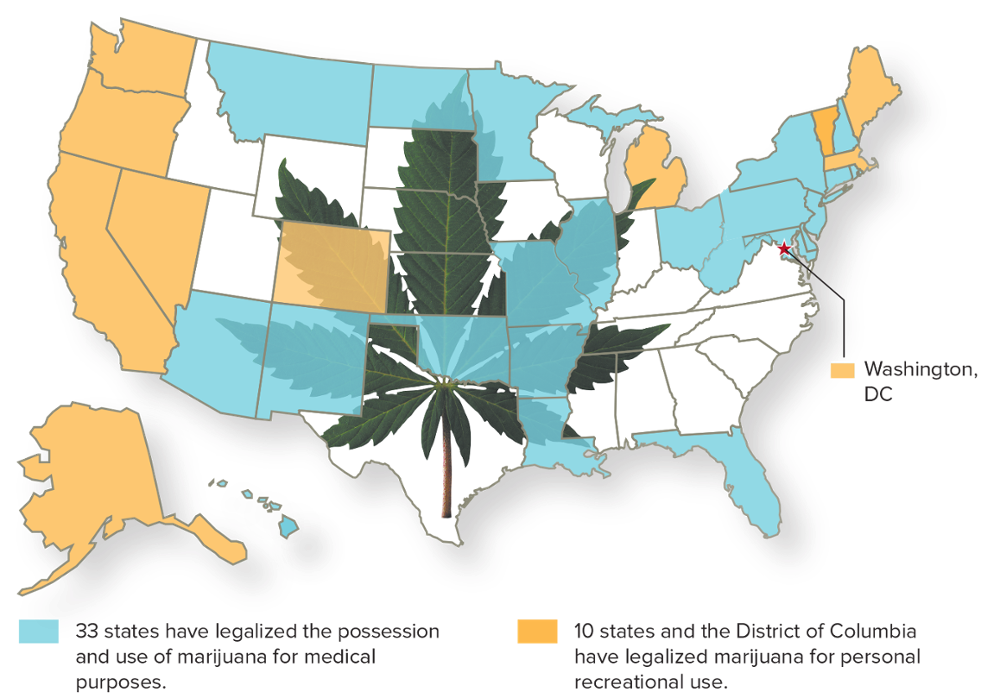 Washington,
DC
33 states have legalized the possession
and use of marijuana for medical
purposes.
10 states and the District of Columbia
have legalized marijuana for personal
recreational use.